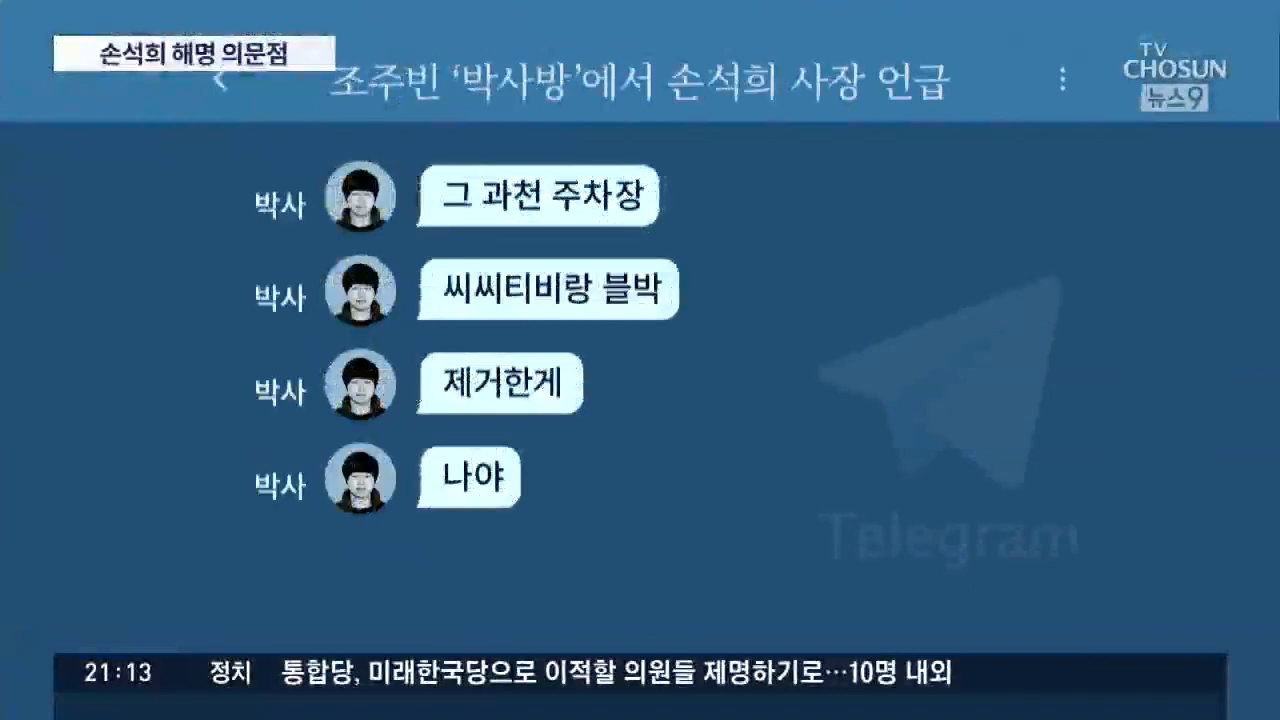 손석희 해명 의문점
조주빈 ‘박사방’에서 손석희 사장 언급
TV
CHOSUN
뉴스9
박사 그 과천 주차장
박사 씨씨티비랑 블박
박사 제거한게
박사 나야
Telegram
21:13 정치 통합당, 미래한국당으로 이적할 의원들 제명하기로…10명 내외